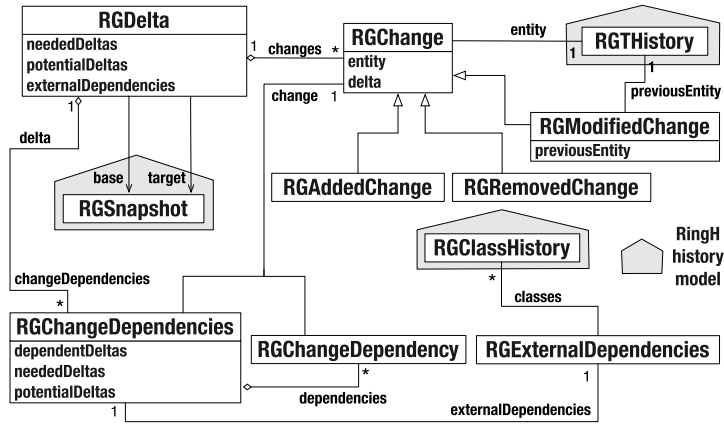 RGDelta
neededDeltas
potentialDeltas
externalDependencies
1
changes
*
RGChange
entity
delta
entity
1
RGTHistory
1
previousEntity
change
1
1
delta
RGModifiedChange
previousEntity
base
target
RGSnapshot
RGAddedChange
RGRemovedChange
RGClassHistory
*
classes
RingH
history
model
changeDependencies
*
RGChangeDependencies
dependentDeltas
neededDeltas
potentialDeltas
RGChangeDependency
*
dependencies
RGExternalDependencies
1
1
externalDependencies